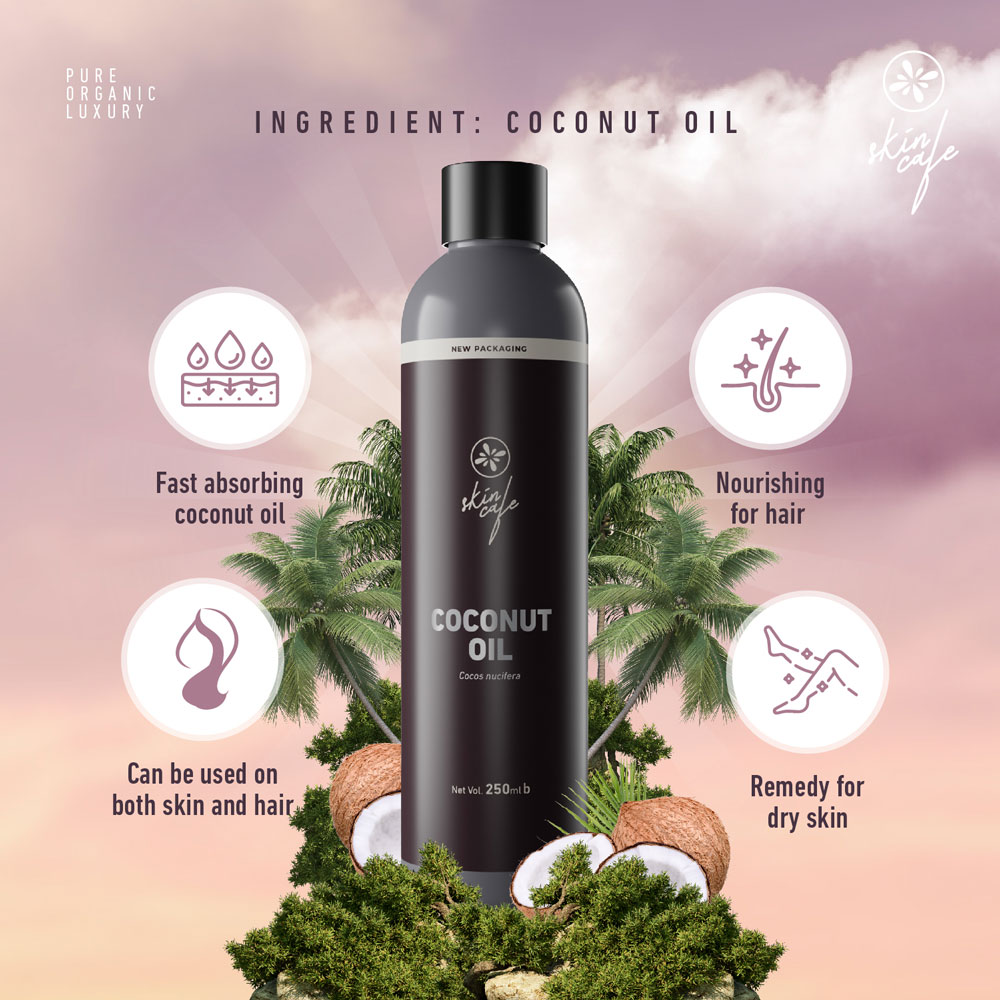 PURE
ORGANIC
LUXURY
INGREDIENT: COCONUT OIL
skin
cafe
NEW PACKAGING
skin
cafe
COCONUT
OIL
Cocos nucifera
Net Vol. 250ml b
Fast absorbing
coconut oil
Nourishing
for hair
Can be used on
both skin and hair
Remedy for
dry skin